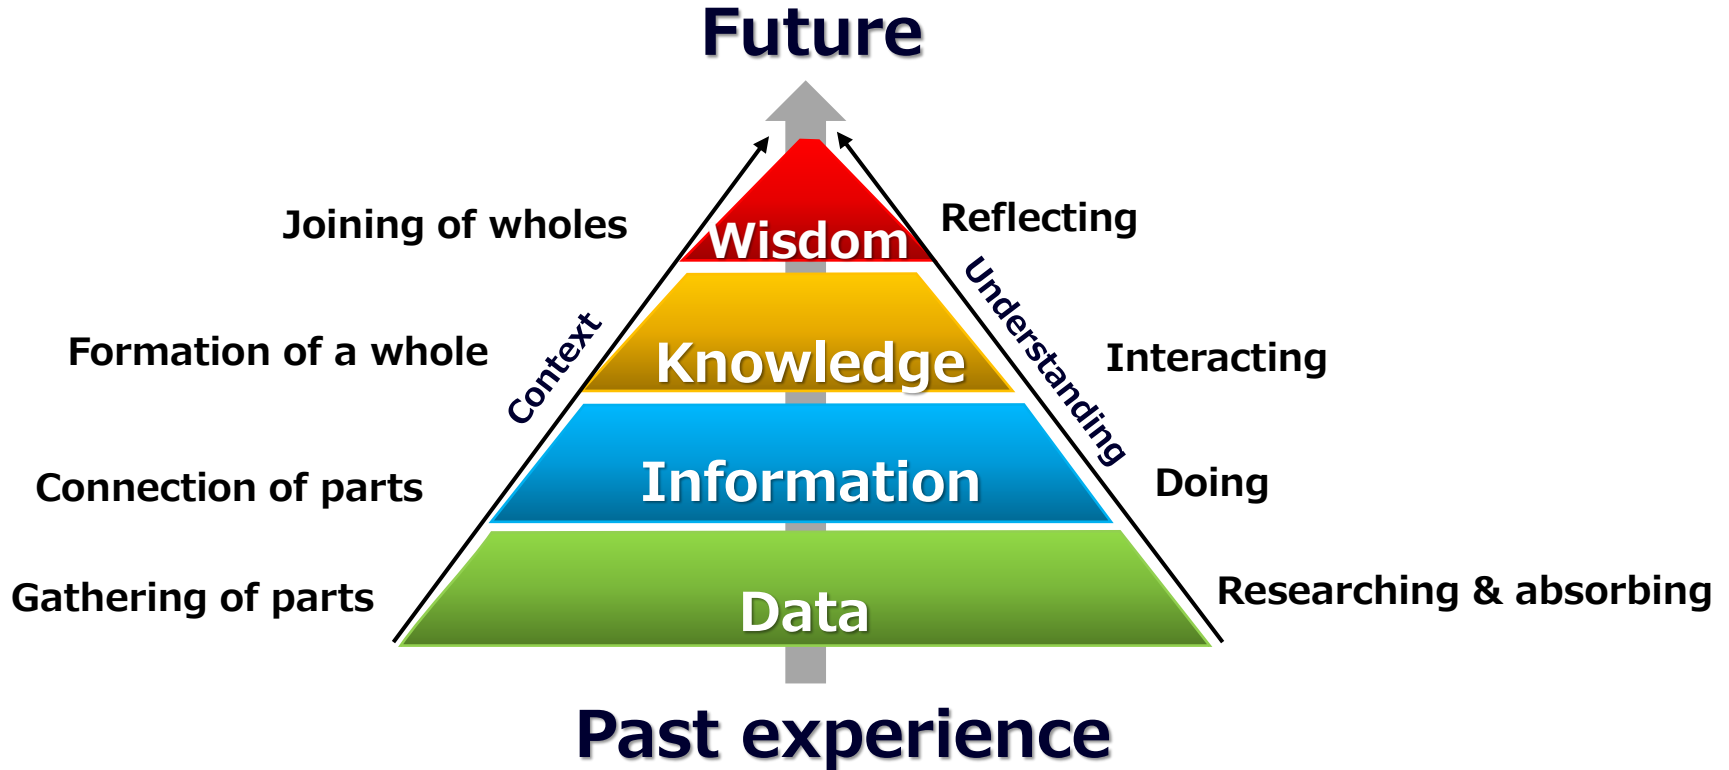 Future
Joining of wholes
Wisdom
Reflecting
Formation of a whole
Context
Knowledge
Understanding
Interacting
Connection of parts
Information
Doing
Gathering of parts
Data
Researching & absorbing
Past experience